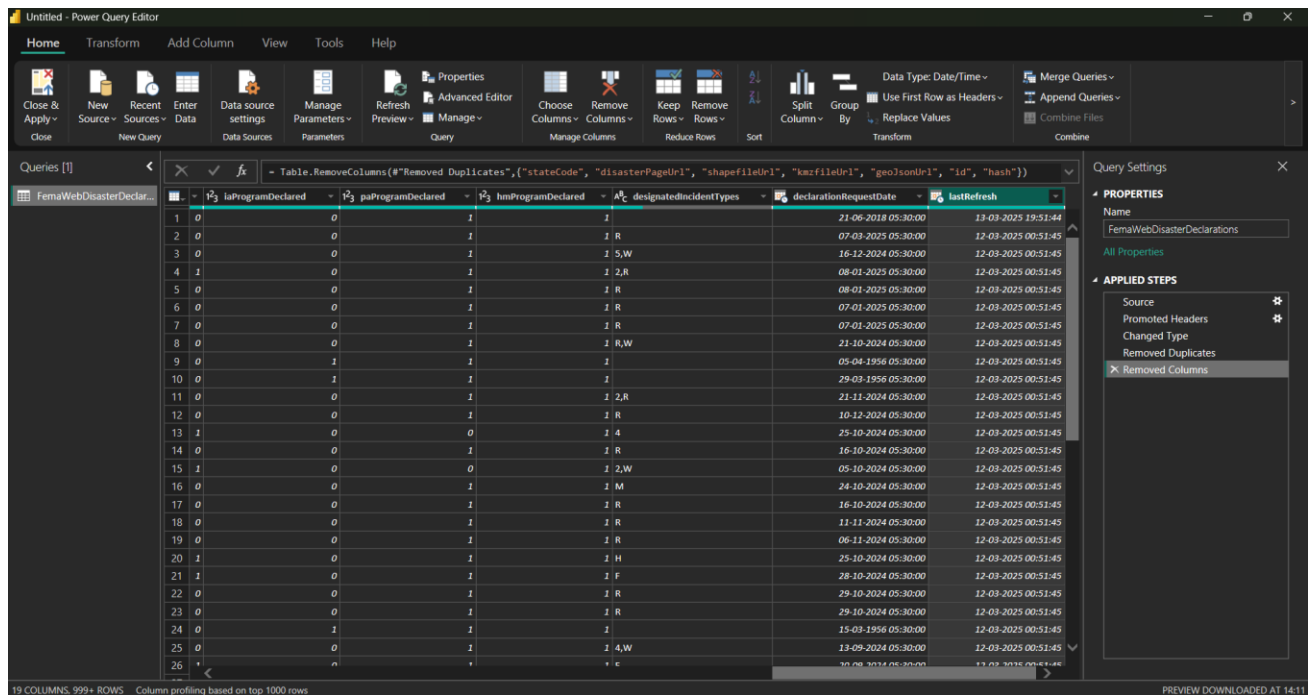 Untitled - Power Query Editor
Home Transform Add Column View Tools Help
Close & Apply
New Source
Recent Sources
Enter Data
Data source settings
Manage Parameters
Refresh Preview
Properties
Advanced Editor
Manage
Choose Columns
Remove Columns
Keep Rows
Remove Rows
Split Column
Group By
Data Type: Date/Time
Use First Row as Headers
Replace Values
Merge Queries
Append Queries
Combine Files
Close New Query Data Sources Parameters Query Manage Columns Reduce Rows Sort Transform Combine
Queries [1]
FemaWebDisasterDeclar...
fx = Table.RemoveColumns(#"Removed Duplicates",{"stateCode", "disasterPageUrl", "shapefileUrl", "kmzFileUrl", "geoJsonUrl", "id", "hash"})
123 iaProgramDeclared 123 paProgramDeclared 123 hmProgramDeclared ABC designatedIncidentTypes declarationRequestDate lastRefresh
1 0 0 1 1 21-06-2018 05:30:00 13-03-2025 19:51:44
2 0 0 1 1 R 07-03-2025 05:30:00 12-03-2025 00:51:45
3 0 0 1 1 5,W 16-12-2024 05:30:00 12-03-2025 00:51:45
4 1 0 1 1 2,R 08-01-2025 05:30:00 12-03-2025 00:51:45
5 0 0 1 1 R 08-01-2025 05:30:00 12-03-2025 00:51:45
6 0 0 1 1 R 07-01-2025 05:30:00 12-03-2025 00:51:45
7 0 0 1 1 R 07-01-2025 05:30:00 12-03-2025 00:51:45
8 0 0 1 1 R,W 21-10-2024 05:30:00 12-03-2025 00:51:45
9 0 1 1 1 05-04-1956 05:30:00 12-03-2025 00:51:45
10 0 1 1 1 29-03-1956 05:30:00 12-03-2025 00:51:45
11 0 0 1 1 2,R 21-11-2024 05:30:00 12-03-2025 00:51:45
12 0 0 1 1 R 10-12-2024 05:30:00 12-03-2025 00:51:45
13 1 0 0 1 4 25-10-2024 05:30:00 12-03-2025 00:51:45
14 0 0 1 1 R 16-10-2024 05:30:00 12-03-2025 00:51:45
15 1 0 0 1 2,W 05-10-2024 05:30:00 12-03-2025 00:51:45
16 0 0 1 1 M 24-10-2024 05:30:00 12-03-2025 00:51:45
17 0 0 1 1 R 16-10-2024 05:30:00 12-03-2025 00:51:45
18 0 0 1 1 R 11-11-2024 05:30:00 12-03-2025 00:51:45
19 0 0 1 1 R 06-11-2024 05:30:00 12-03-2025 00:51:45
20 1 0 1 1 H 25-10-2024 05:30:00 12-03-2025 00:51:45
21 1 0 1 1 F 28-10-2024 05:30:00 12-03-2025 00:51:45
22 0 0 1 1 R 29-10-2024 05:30:00 12-03-2025 00:51:45
23 0 0 1 1 R 29-10-2024 05:30:00 12-03-2025 00:51:45
24 0 1 1 1 15-03-1956 05:30:00 12-03-2025 00:51:45
25 0 0 1 1 4,W 13-09-2024 05:30:00 12-03-2025 00:51:45
26
Query Settings
PROPERTIES
Name
FemaWebDisasterDeclarations
All Properties
APPLIED STEPS
Source
Promoted Headers
Changed Type
Removed Duplicates
Removed Columns
19 COLUMNS, 999+ ROWS Column profiling based on top 1000 rows
PREVIEW DOWNLOADED AT 14:11